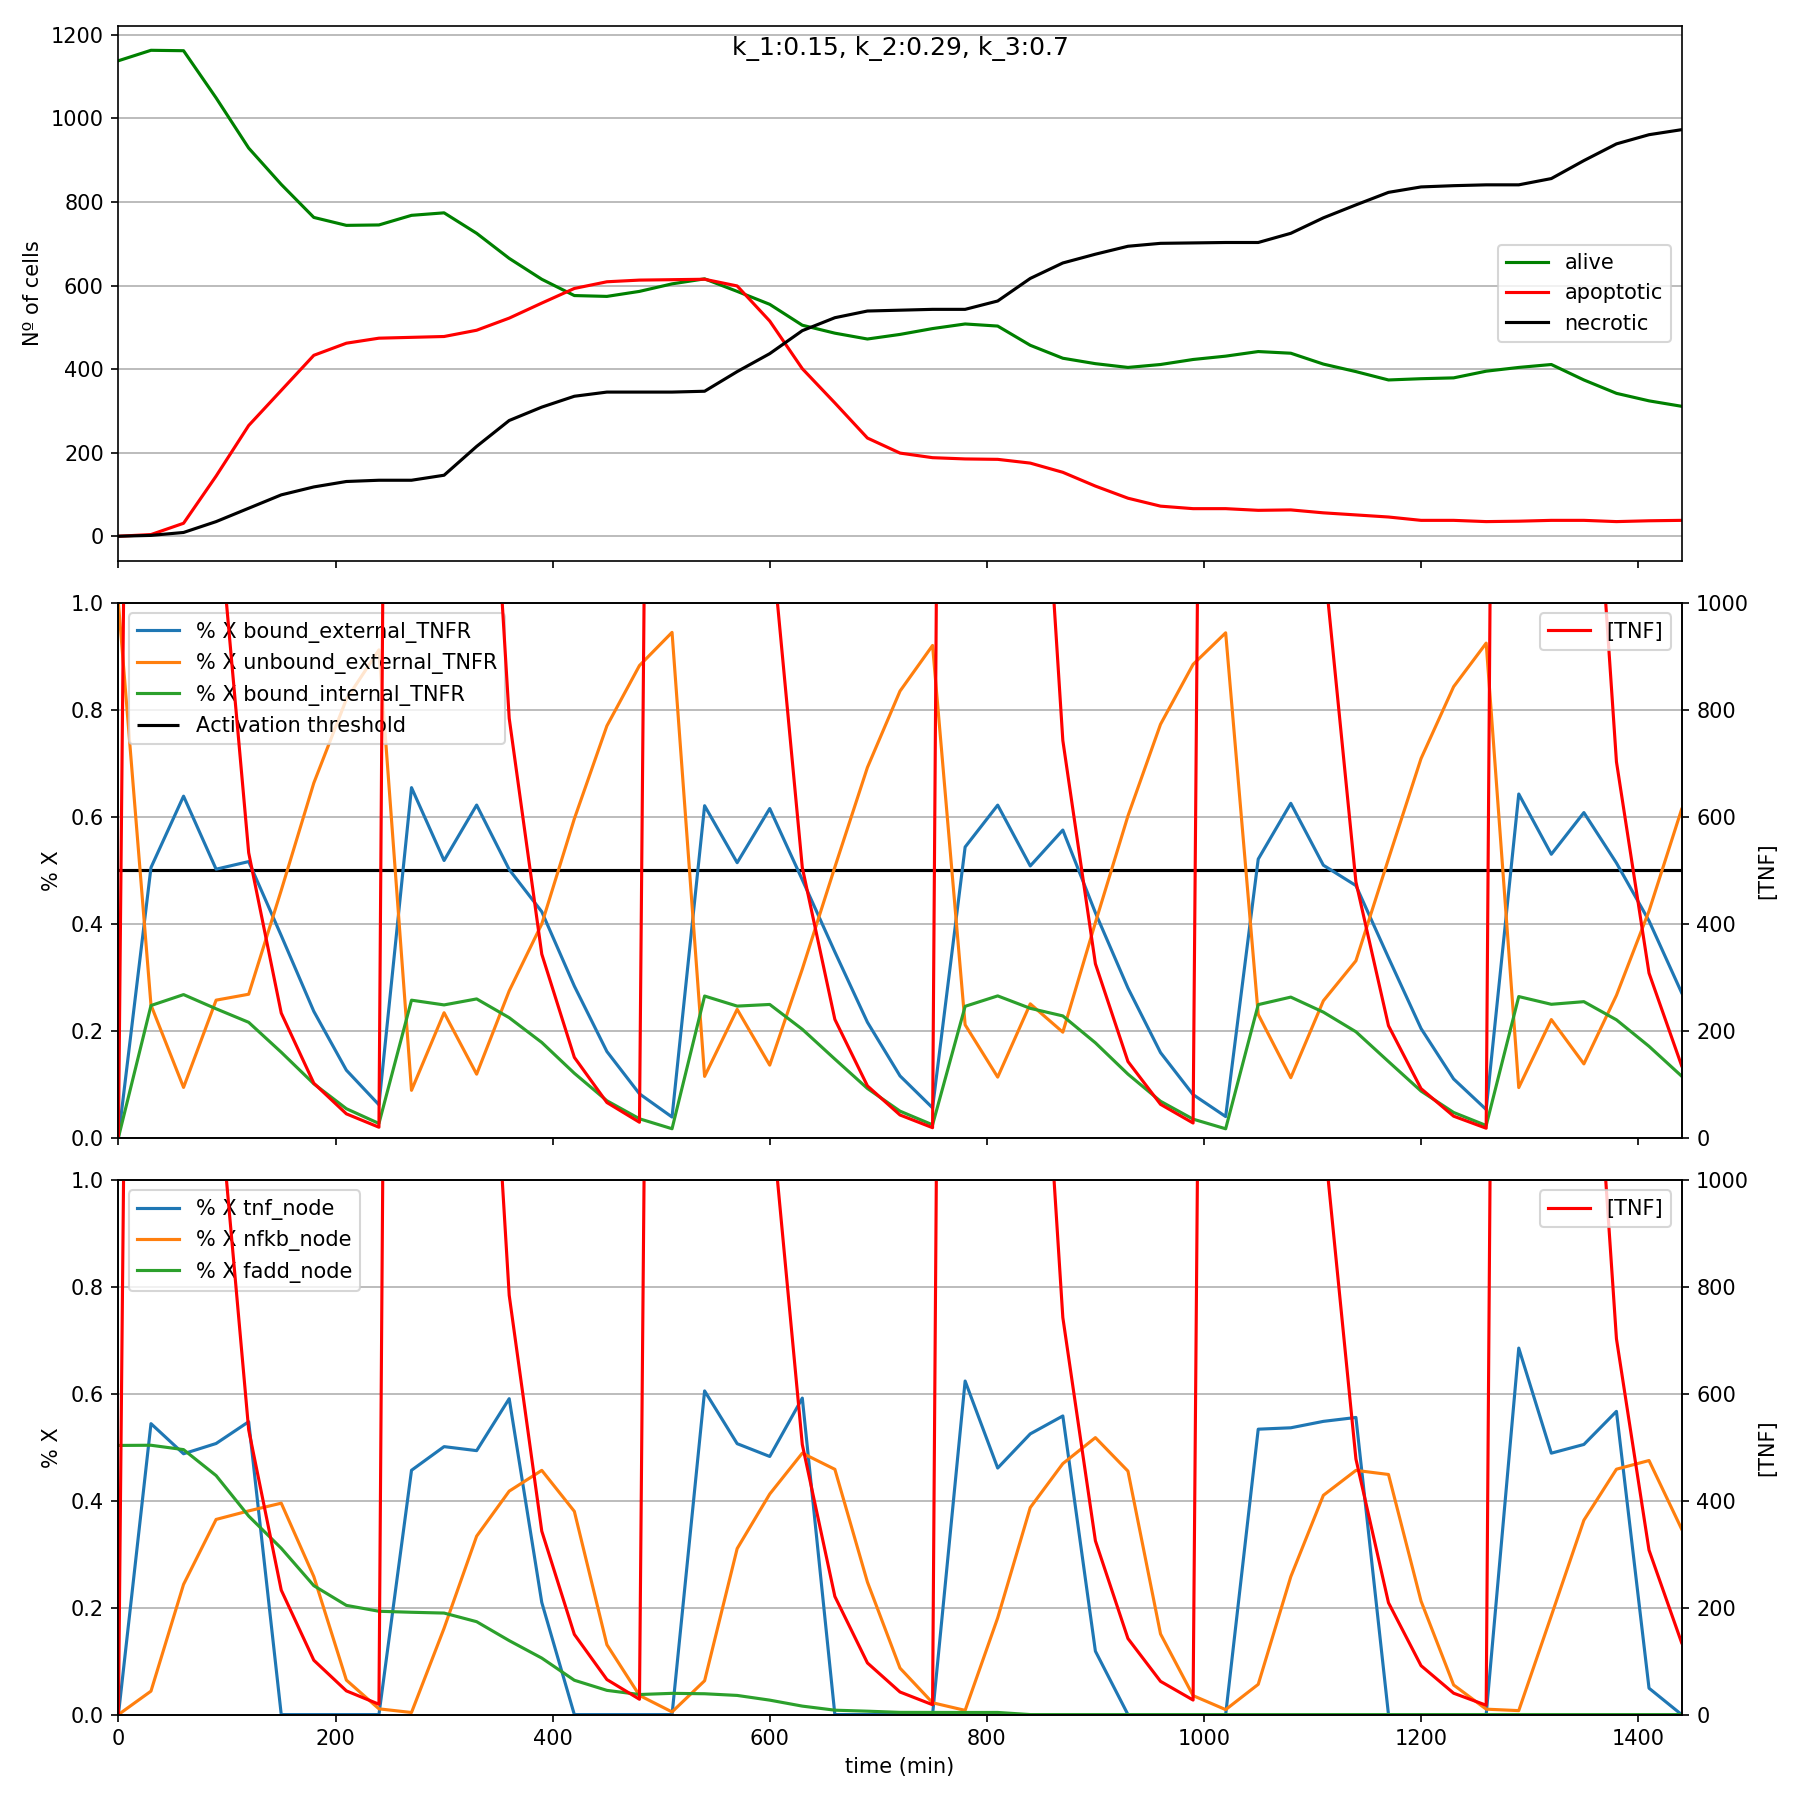 k_1:0.15, k_2:0.29, k_3:0.7
1200
1000
800
600
400
200
0
Nº of cells
alive
apoptotic
necrotic
1.0
0.8
0.6
0.4
0.2
0.0
% X
% X bound_external_TNFR
% X unbound_external_TNFR
% X bound_internal_TNFR
Activation threshold
[TNF]
1000
800
600
400
200
0
[TNF]
1.0
0.8
0.6
0.4
0.2
0.0
% X
% X tnf_node
% X nfkb_node
% X fadd_node
[TNF]
1000
800
600
400
200
0
[TNF]
0 200 400 600 800 1000 1200 1400
time (min)